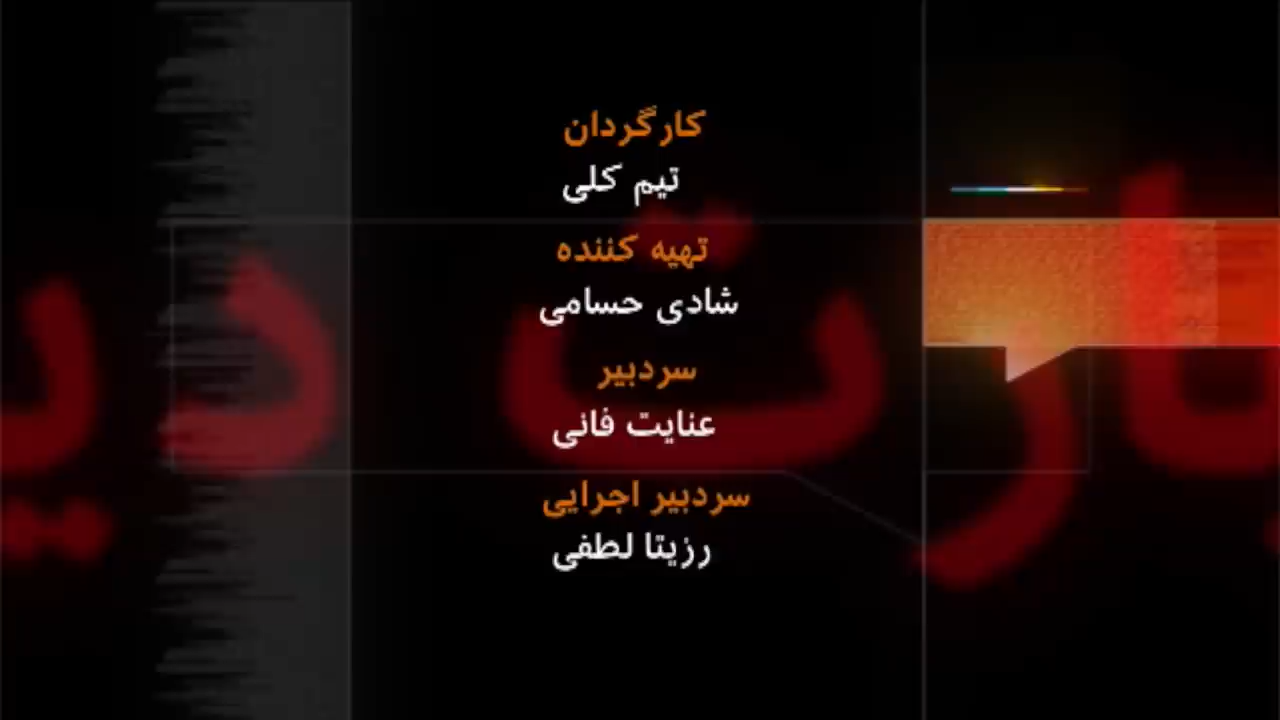 کارگردان
تیم کلی
تهیه کننده
شادی حسامی
سردبیر
عنایت فانی
سردبیر اجرایی
رزیتا لطفی